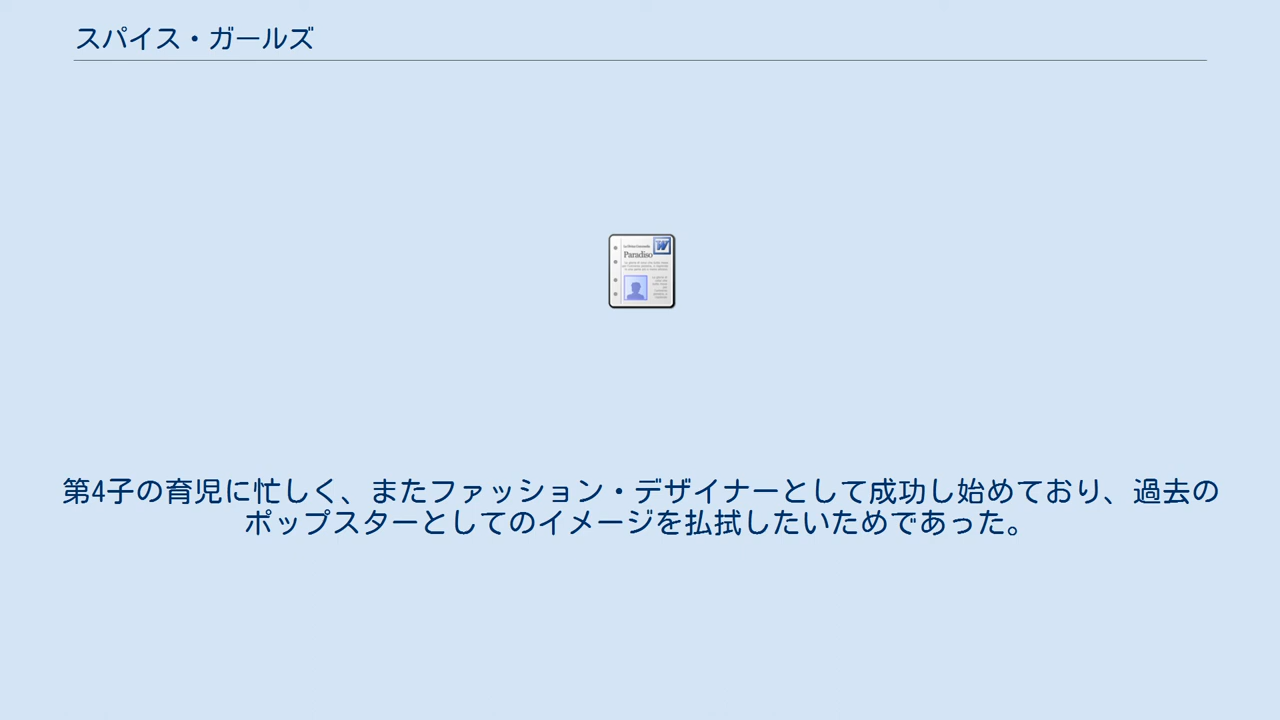 スパイス・ガールズ
Paradiso
W
第4子の育児に忙しく、またファッション・デザイナーとして成功し始めており、過去の
ポップスターとしてのイメージを払拭したいためであった。